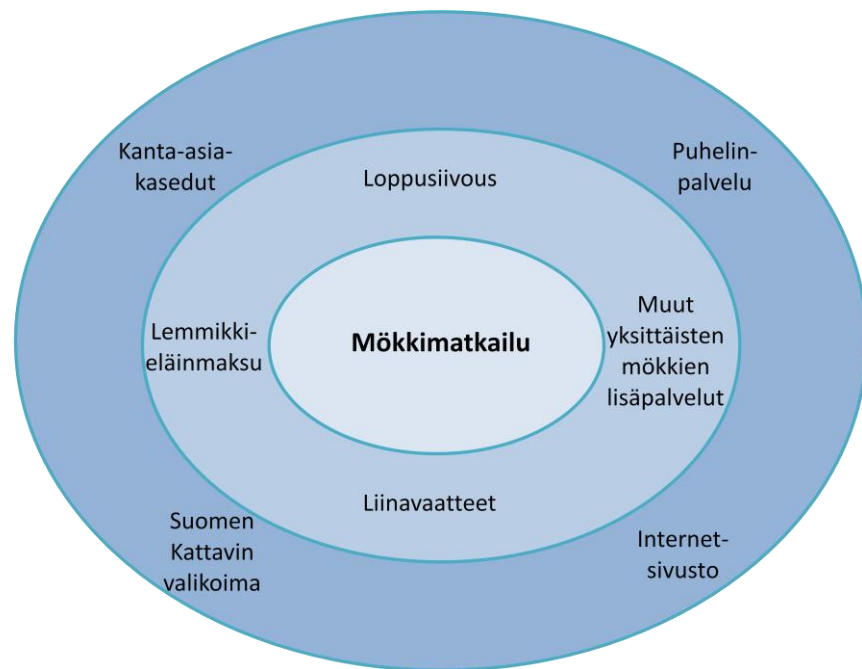 Kanta-asia-
kasedut
Puhelin-
palvelu
Loppusiivous
Lemmikki-
eläinmaksu
Mökkimatkailu
Muut
yksittäisten
mökkien
lisäpalvelut
Liinavaatteet
Suomen
Kattavin
valikoima
Internet-
sivusto